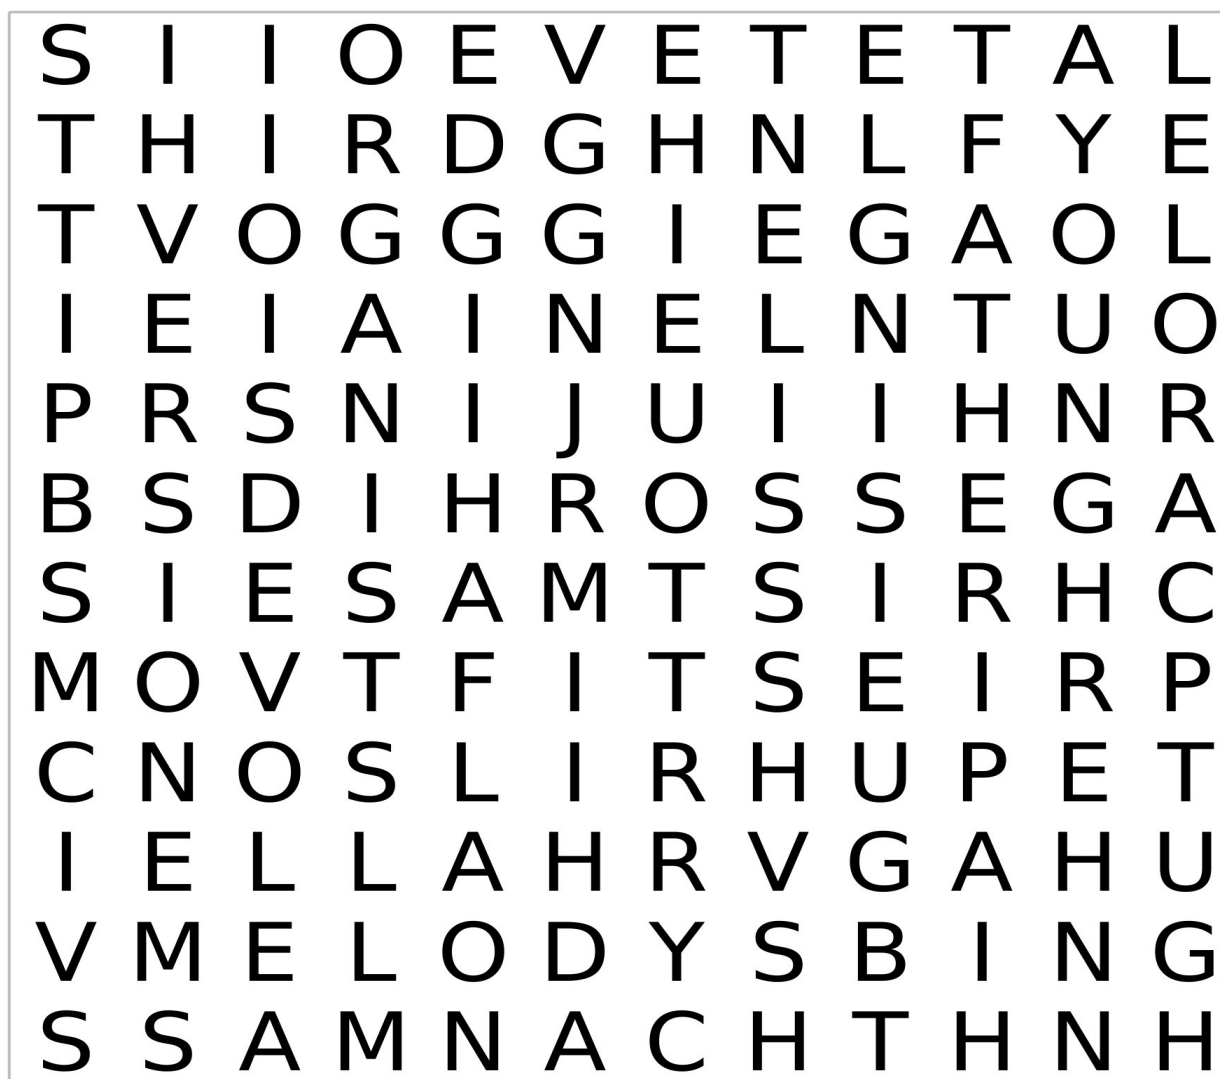 S I I O E V E T E T A L
T H I R D G H N L F Y E
T V O G G G I E G A O L
I E I A I N E L N T U O
P R S N I J U I I H N R
B S D I H R O S S E G A
S I E S A M T S I R H C
M O V T F I T S E I R P
C N O S L I R H U P E T
I E L L A H R V G A H U
V M E L O D Y S B I N G
S S A M N A C H T H N H